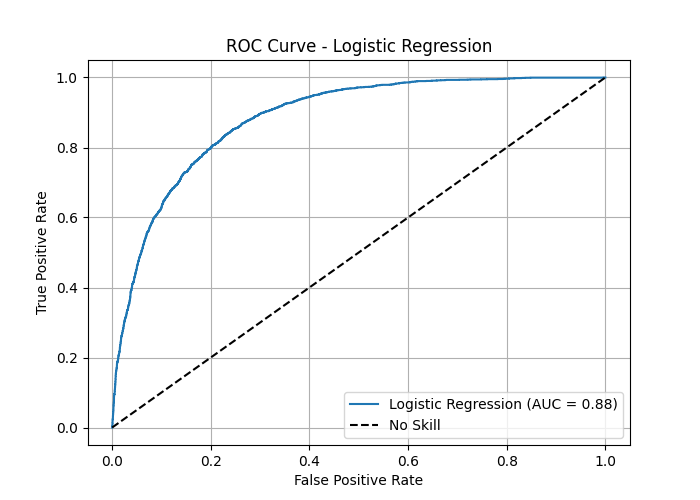 ROC Curve - Logistic Regression
1.0
0.8
0.6
0.4
0.2
0.0
True Positive Rate
Logistic Regression (AUC = 0.88)
No Skill
0.0 0.2 0.4 0.6 0.8 1.0
False Positive Rate